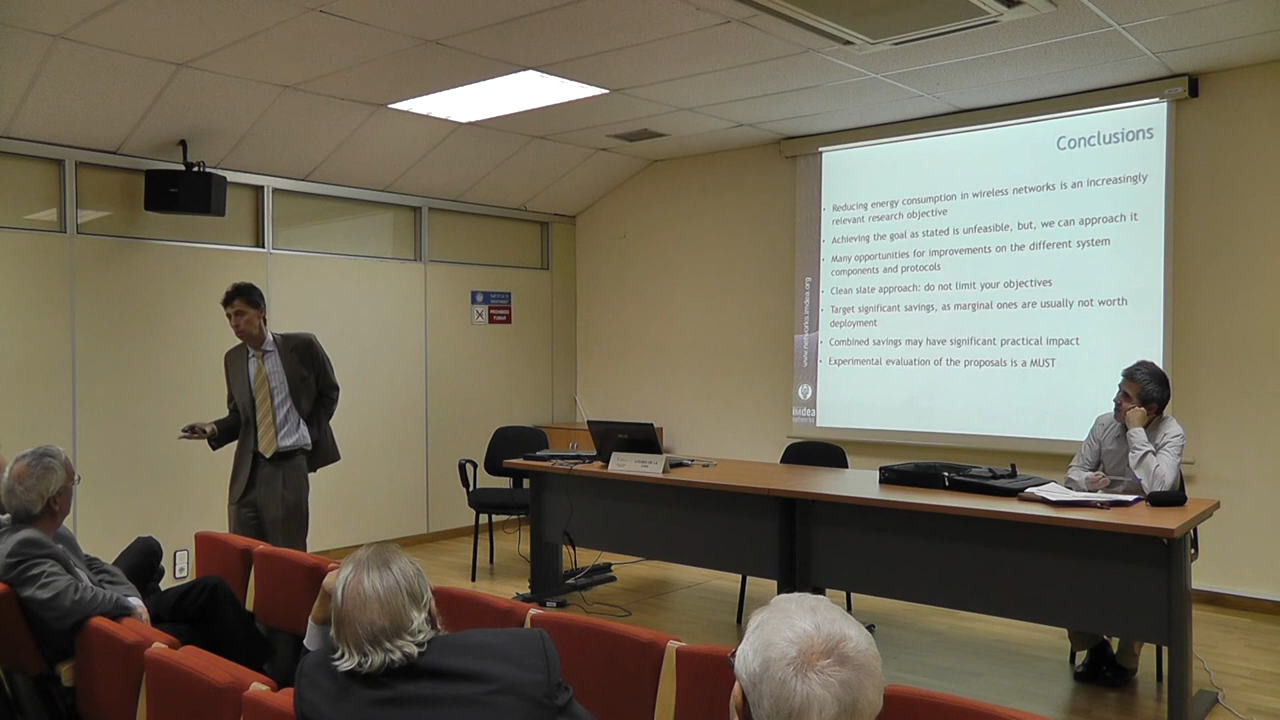 Conclusions
• Reducing energy consumption in wireless networks is an increasingly
relevant research objective
• Achieving the goal as stated is unfeasible, but, we can approach it
• Many opportunities for improvements on the different system
components and protocols
• Clean slate approach: do not limit your objectives
• Target significant savings, as marginal ones are usually not worth
deployment
• Combined savings may have significant practical impact
• Experimental evaluation of the proposals is a MUST
www.networks.imdea.org
imdea
networks
PROHIBIDO
FUMAR